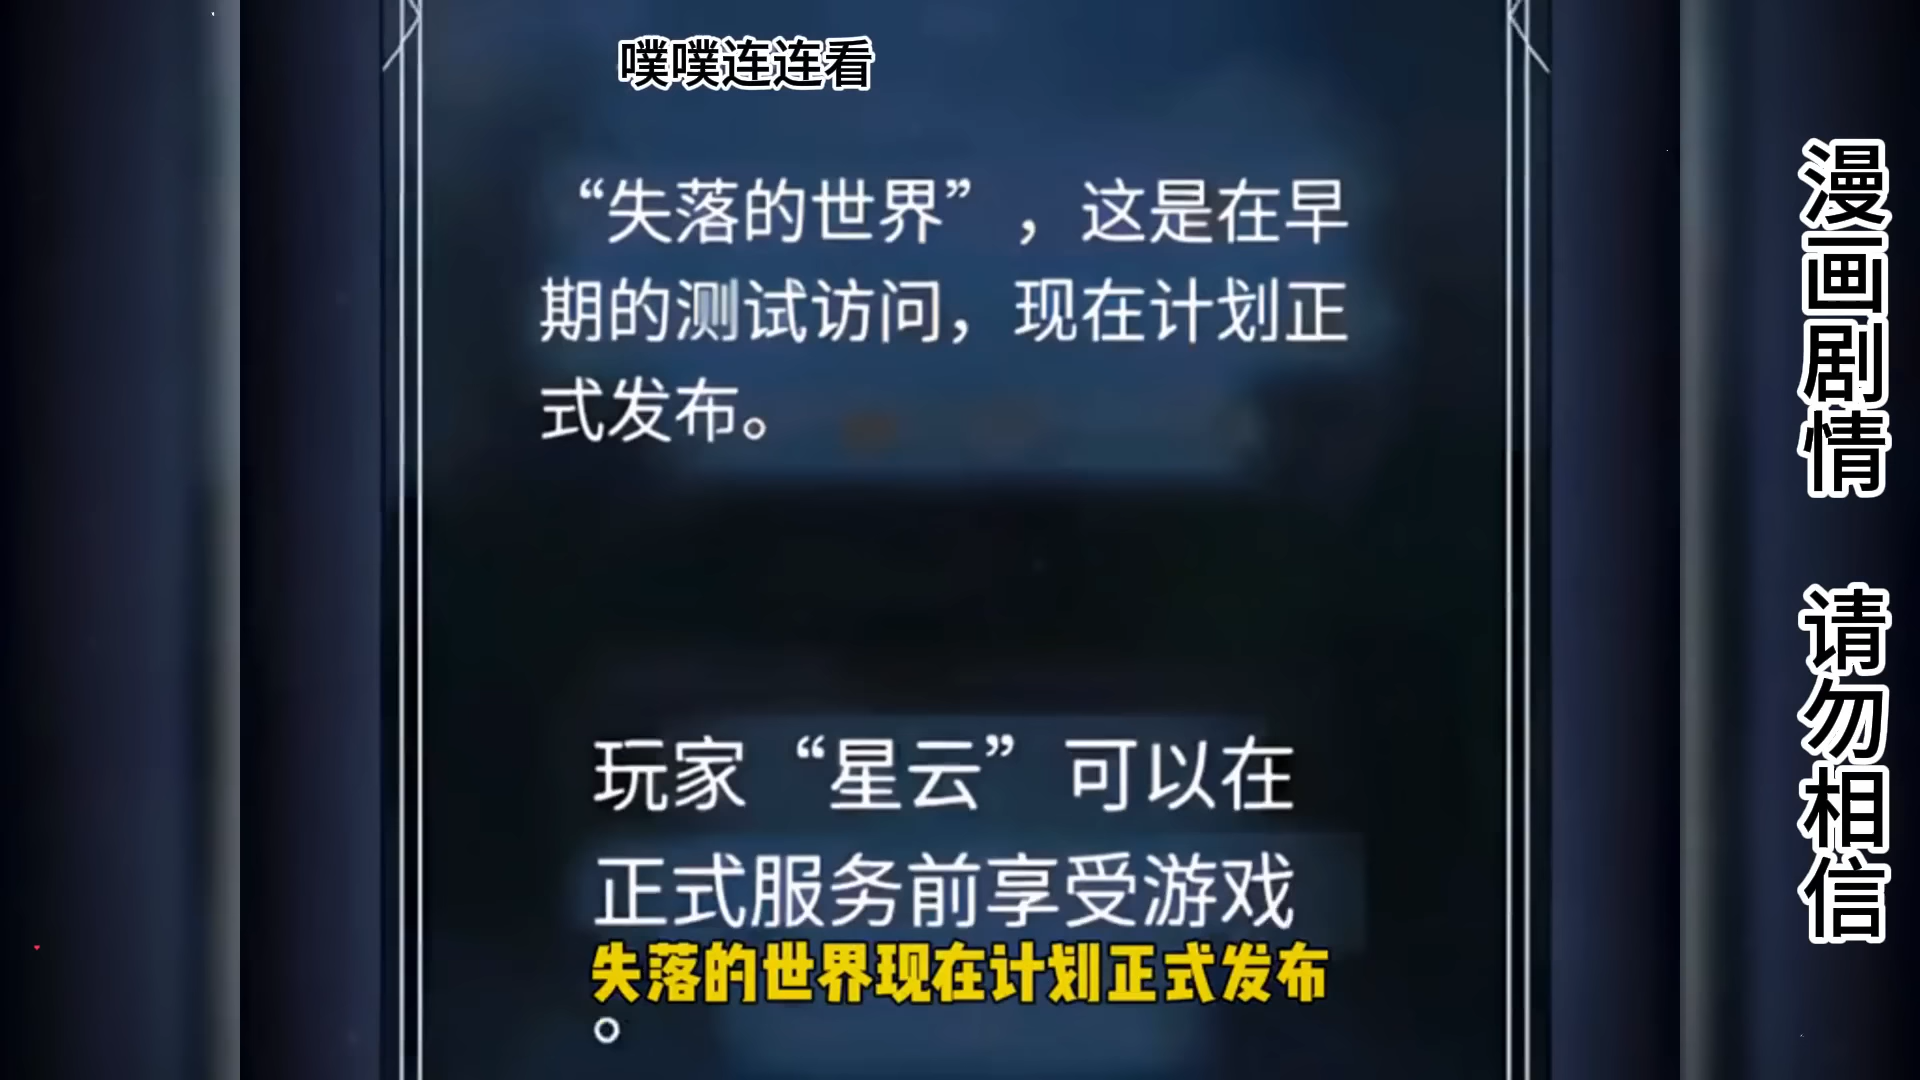 噗噗连连看
“失落的世界”，这是在早
期的测试访问，现在计划正
式发布。
玩家“星云”可以在
正式服务前享受游戏
失落的世界现在计划正式发布
。
漫画剧情 请勿相信